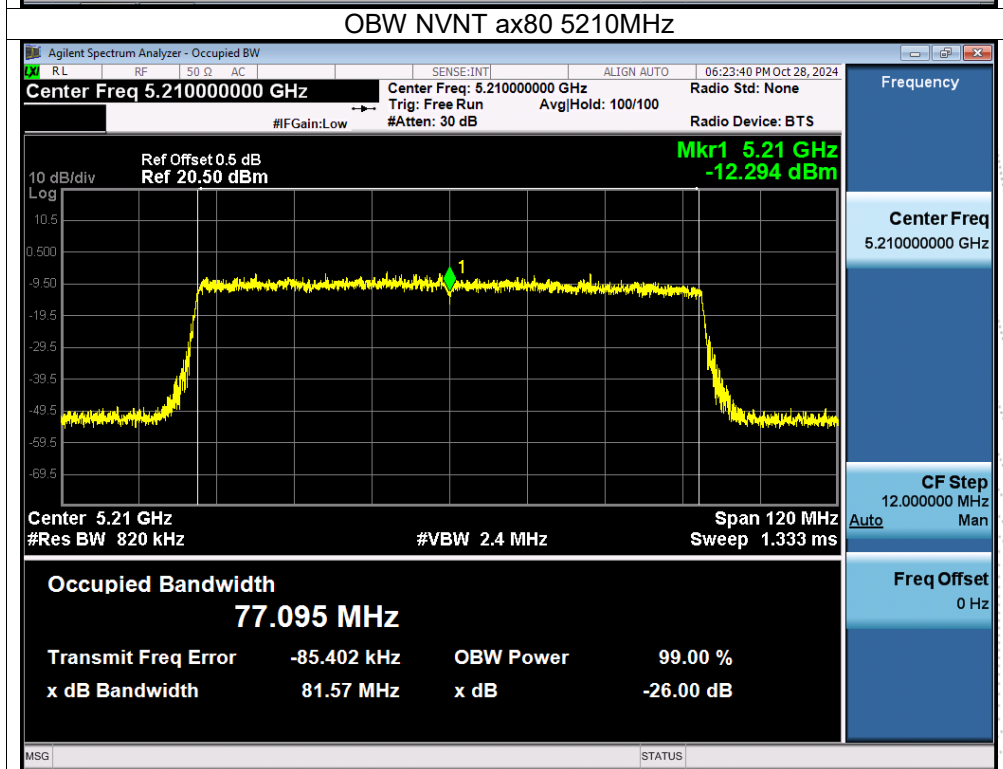 OBW NVNT ax80 5210MHz
Agilent Spectrum Analyzer - Occupied BW
LXI RL RF 50 Ω AC SENSE:INT ALIGN AUTO 06:23:40 PM Oct 28, 2024
Center Freq 5.210000000 GHz
Center Freq: 5.210000000 GHz
Radio Std: None
Trig: Free Run Avg|Hold: 100/100
#IFGain:Low
#Atten: 30 dB
Radio Device: BTS
Mkr1 5.21 GHz
-12.294 dBm
Ref Offset 0.5 dB
10 dB/div Ref 20.50 dBm
Log
10.5
0.500
-9.50
-19.5
-29.5
-39.5
-49.5
-59.5
-69.5
1
Center 5.21 GHz Span 120 MHz
#Res BW 820 kHz #VBW 2.4 MHz Sweep 1.333 ms
Occupied Bandwidth
77.095 MHz
Transmit Freq Error -85.402 kHz OBW Power 99.00 %
x dB Bandwidth 81.57 MHz x dB -26.00 dB
MSG STATUS
Frequency
Center Freq
5.210000000 GHz
CF Step
12.000000 MHz
Auto Man
Freq Offset
0 Hz